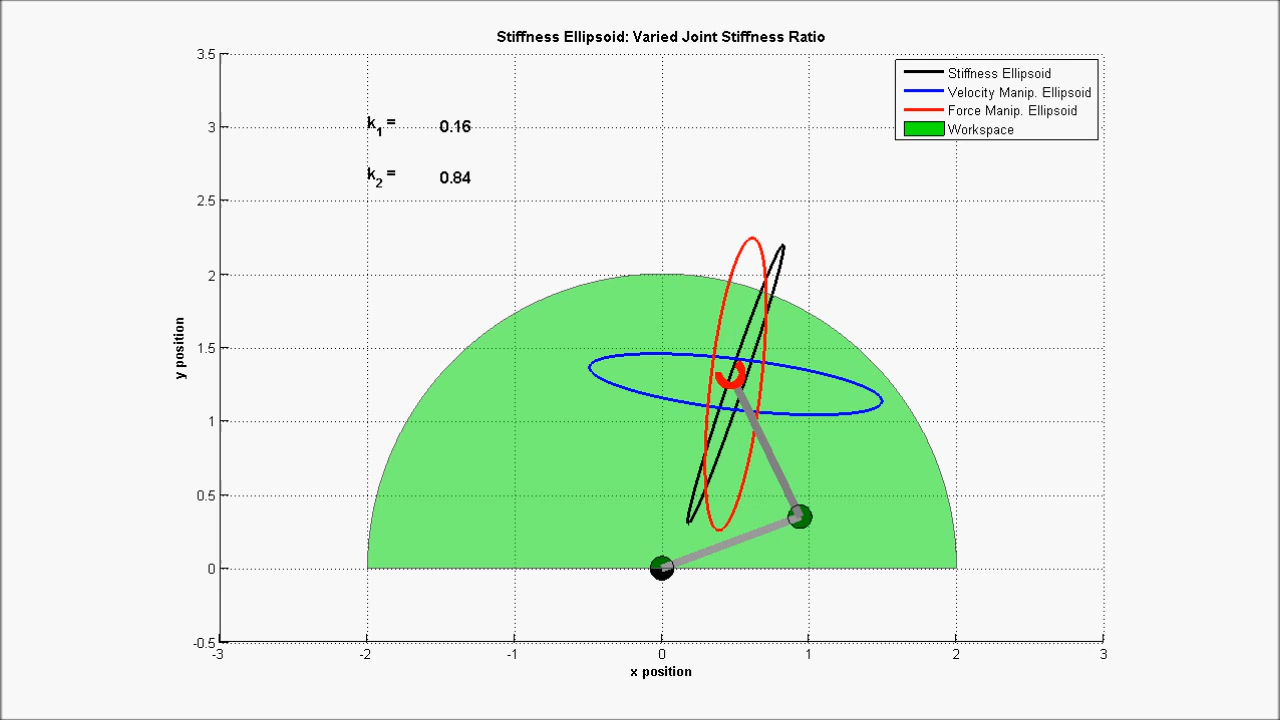 Stiffness Ellipsoid: Varied Joint Stiffness Ratio
3.5
3
2.5
2
1.5
1
0.5
0
-0.5
y position
k1 = 0.16
k2 = 0.84
Stiffness Ellipsoid
Velocity Manip. Ellipsoid
Force Manip. Ellipsoid
Workspace
-3 -2 -1 0 1 2 3
x position